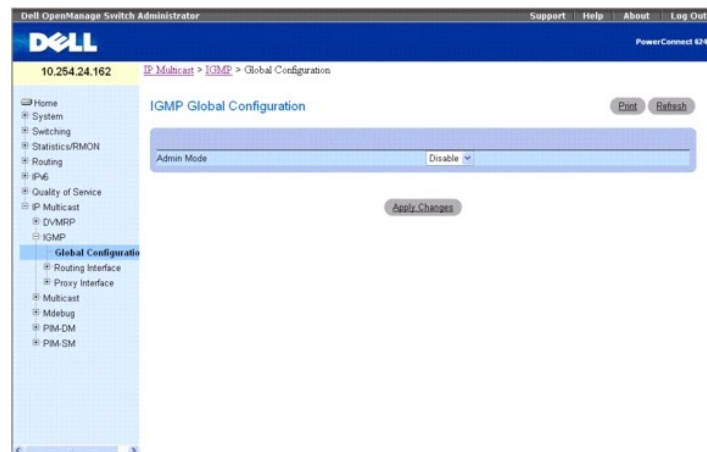 Dell OpenManage Switch Administrator
Support Help About Log Out
DELL
PowerConnect 624
10.254.24.162
IP Multicast > IGMP > Global Configuration
Home
System
Switching
Statistics/RMON
Routing
IPv6
Quality of Service
IP Multicast
DVMRP
IGMP
Global Configuratio
Routing Interface
Proxy Interface
Multicast
Mdebug
PIM-DM
PIM-SM
IGMP Global Configuration
Print Refresh
Admin Mode Disable
Apply Changes